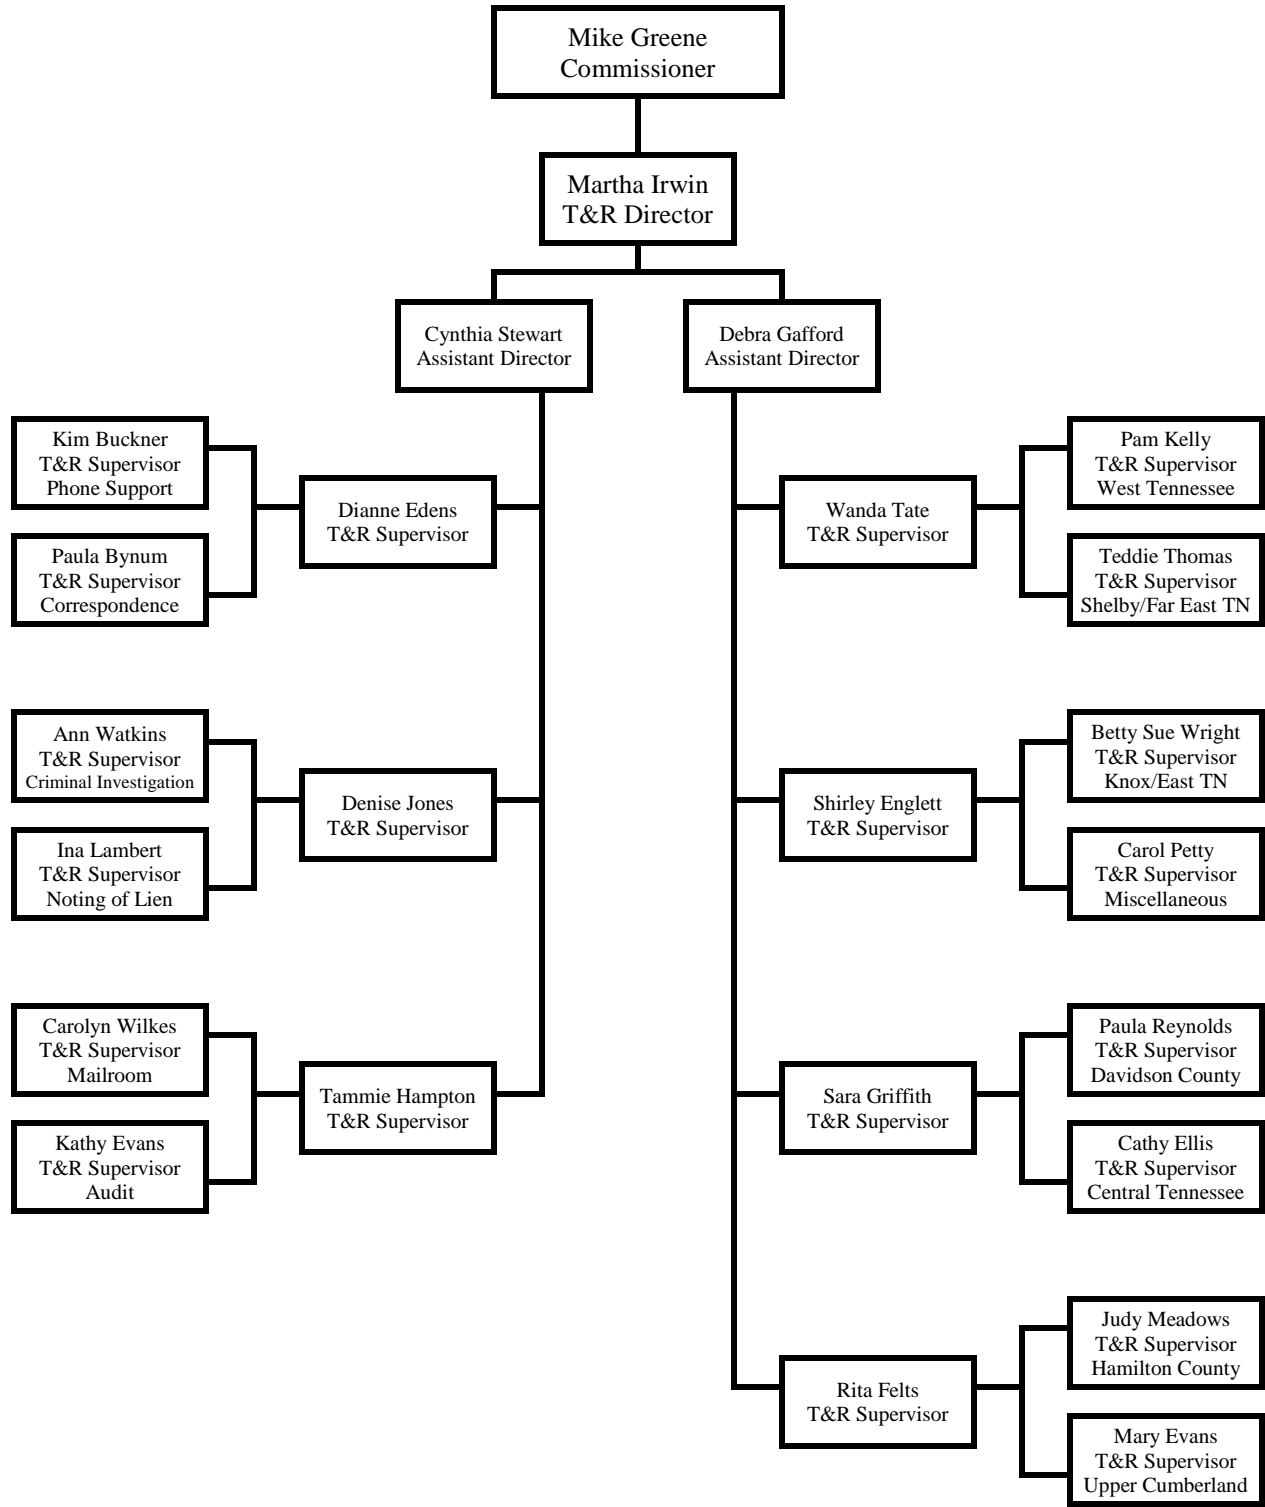 Mike Greene
Commissioner
Martha Irwin
T&R Director
Cynthia Stewart
Assistant Director
Debra Gafford
Assistant Director
Kim Buckner
T&R Supervisor
Phone Support
Paula Bynum
T&R Supervisor
Correspondence
Dianne Edens
T&R Supervisor
Wanda Tate
T&R Supervisor
Pam Kelly
T&R Supervisor
West Tennessee
Teddie Thomas
T&R Supervisor
Shelby/Far East TN
Ann Watkins
T&R Supervisor
Criminal Investigation
Ina Lambert
T&R Supervisor
Noting of Lien
Denise Jones
T&R Supervisor
Shirley Englett
T&R Supervisor
Betty Sue Wright
T&R Supervisor
Knox/East TN
Carol Petty
T&R Supervisor
Miscellaneous
Carolyn Wilkes
T&R Supervisor
Mailroom
Kathy Evans
T&R Supervisor
Audit
Tammie Hampton
T&R Supervisor
Sara Griffith
T&R Supervisor
Paula Reynolds
T&R Supervisor
Davidson County
Cathy Ellis
T&R Supervisor
Central Tennessee
Rita Felts
T&R Supervisor
Judy Meadows
T&R Supervisor
Hamilton County
Mary Evans
T&R Supervisor
Upper Cumberland